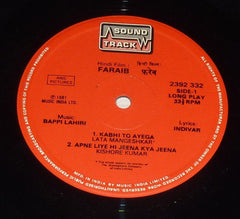 SOUND
TRACK
Hindi Film :
FARAIB
हिन्दी फिल्म :
फ़रेब
2392 332
SIDE-1
LONG PLAY
33⅓ RPM
ANS
PICTURES
℗ 1981
MUSIC INDIA LTD.
Music:
BAPPI LAHIRI
Lyrics:
INDIVAR
1. KABHI TO AYEGA
LATA MANGESHKAR
2. APNE LIYE HI JEENA KYA JEENA
KISHORE KUMAR